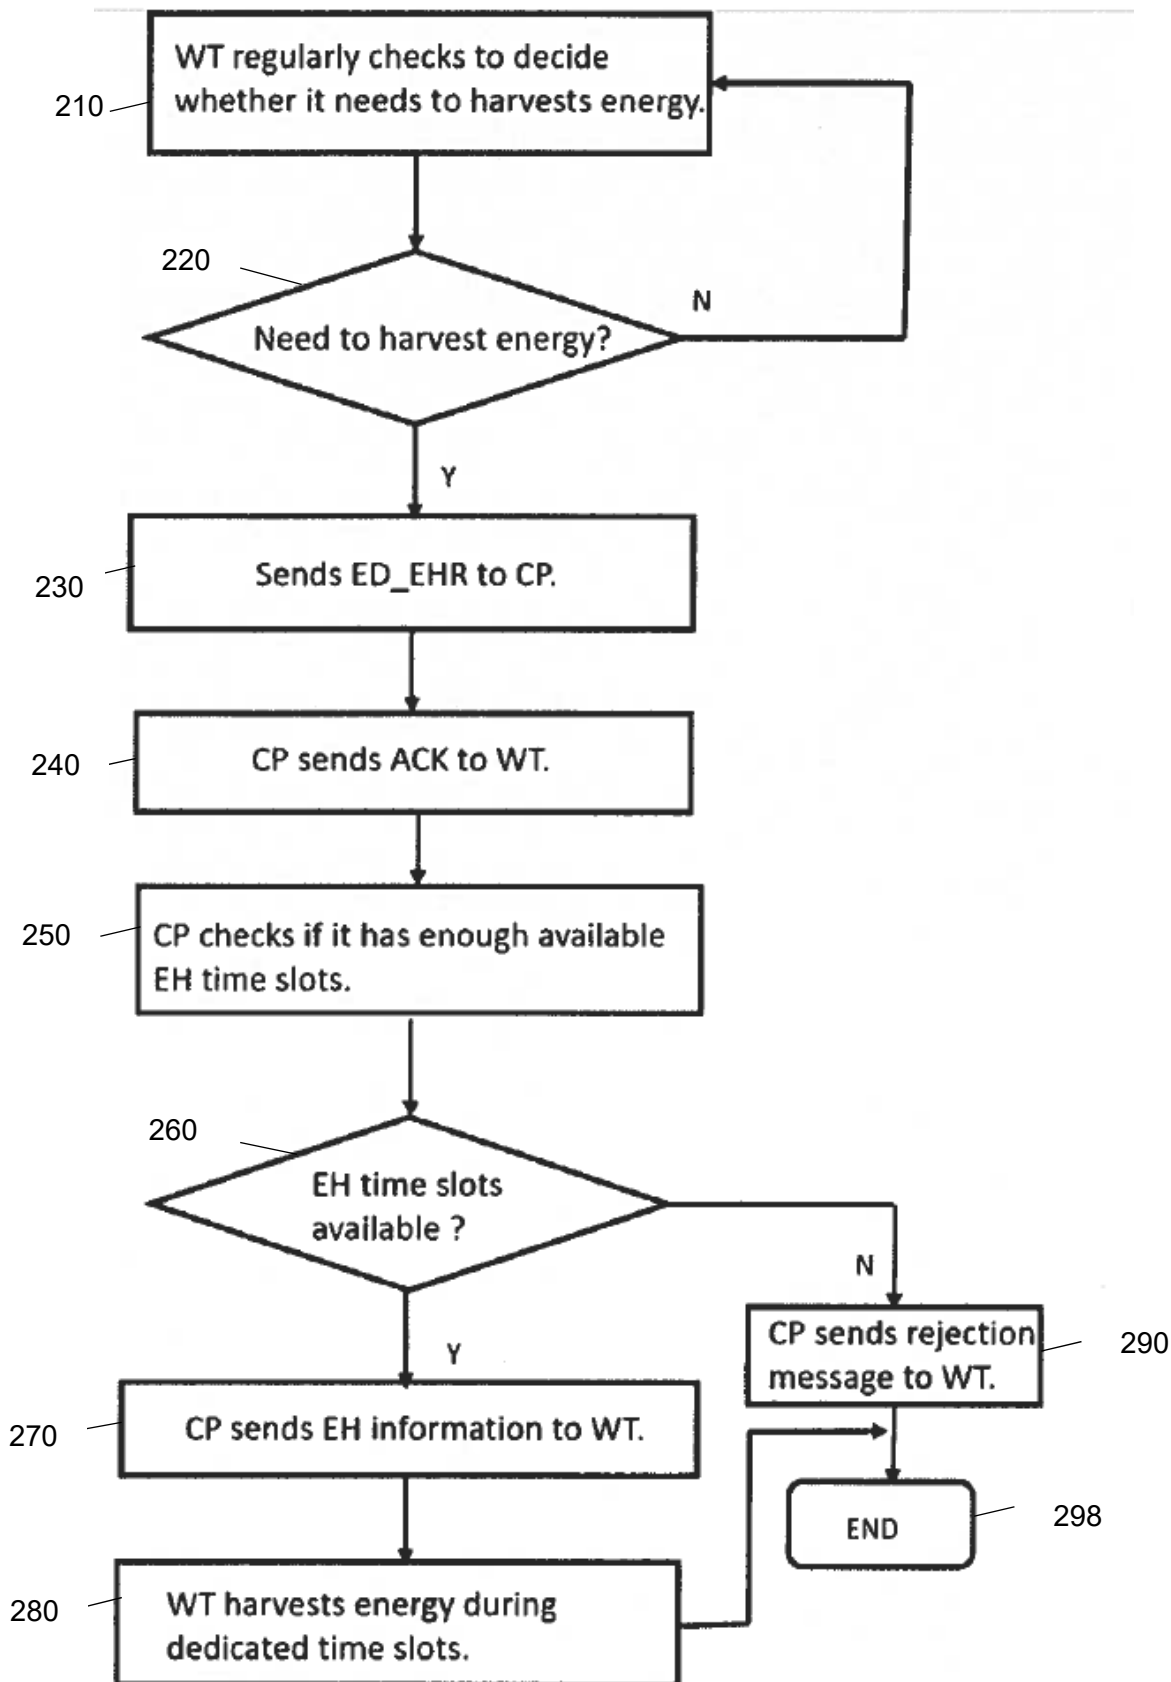 WT regularly checks to decide
whether it needs to harvests energy.
210
220
N
Need to harvest energy?
Y
230
Sends ED_EHR to CP.
240
CP sends ACK to WT.
250
CP checks if it has enough available
EH time slots.
260
EH time slots
available ?
N
Y
CP sends rejection
message to WT.
290
270
CP sends EH information to WT.
END
298
280
WT harvests energy during
dedicated time slots.